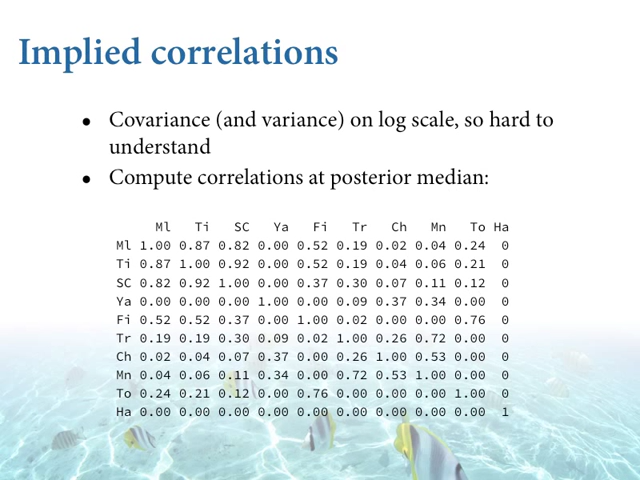 Implied correlations
• Covariance (and variance) on log scale, so hard to
understand
• Compute correlations at posterior median:
Ml Ti SC Ya Fi Tr Ch Mn To Ha
Ml 1.00 0.87 0.82 0.00 0.52 0.19 0.02 0.04 0.24 0
Ti 0.87 1.00 0.92 0.00 0.52 0.19 0.04 0.06 0.21 0
SC 0.82 0.92 1.00 0.00 0.37 0.30 0.07 0.11 0.12 0
Ya 0.00 0.00 0.00 1.00 0.00 0.09 0.37 0.34 0.00 0
Fi 0.52 0.52 0.37 0.00 1.00 0.02 0.00 0.00 0.76 0
Tr 0.19 0.19 0.30 0.09 0.02 1.00 0.26 0.72 0.00 0
Ch 0.02 0.04 0.07 0.37 0.00 0.26 1.00 0.53 0.00 0
Mn 0.04 0.06 0.11 0.34 0.00 0.72 0.53 1.00 0.00 0
To 0.24 0.21 0.12 0.00 0.76 0.00 0.00 0.00 1.00 0
Ha 0.00 0.00 0.00 0.00 0.00 0.00 0.00 0.00 0.00 1